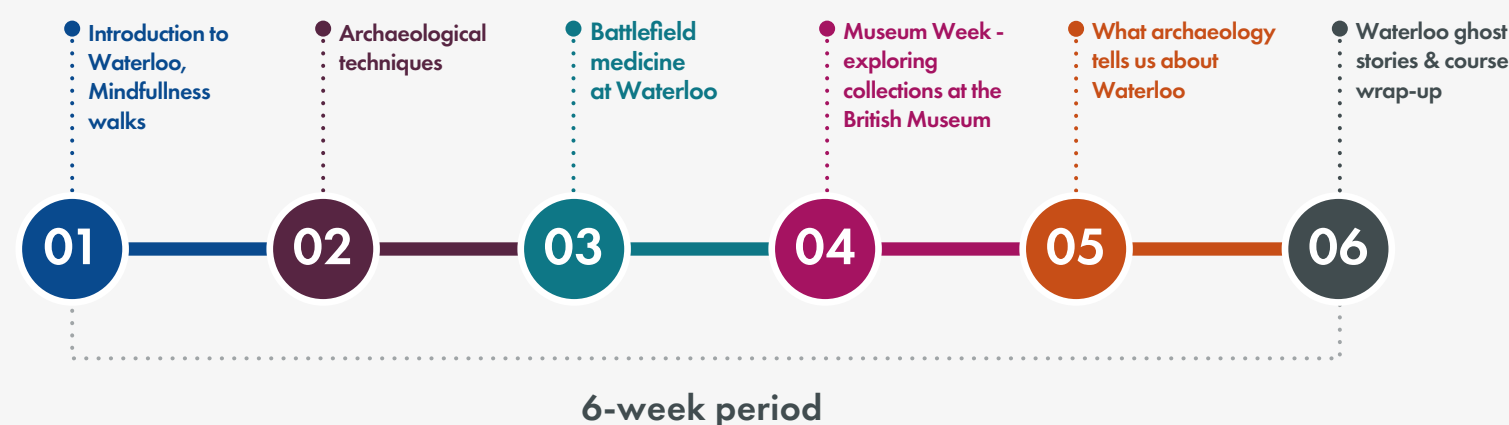 Introduction to
Waterloo,
Mindfullness
walks
Archaeological
techniques
Battlefield
medicine
at Waterloo
Museum Week -
exploring
collections at the
British Museum
What archaeology
tells us about
Waterloo
Waterloo ghost
stories & course
wrap-up
01
02
03
04
05
06
6-week period